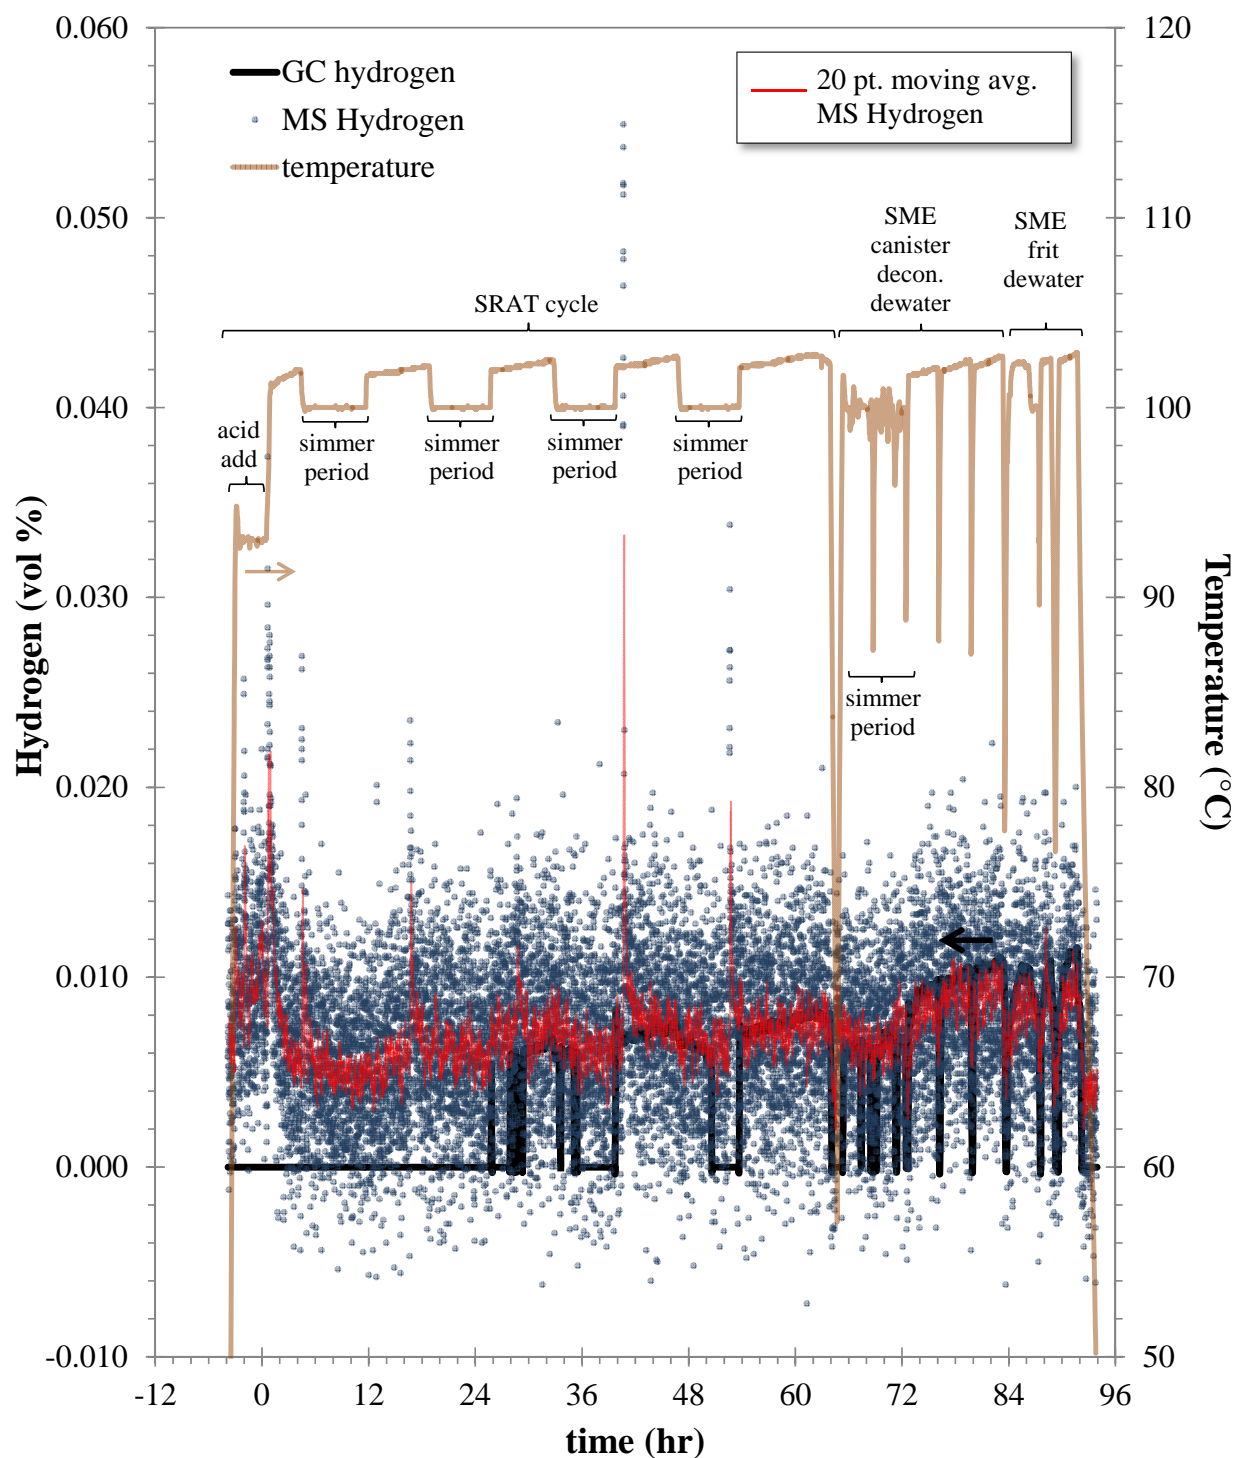 0.060
0.050
0.040
0.030
0.020
0.010
0.000
-0.010
Hydrogen (vol %)
120
110
100
90
80
70
60
50
Temperature (°C)
-12
0
12
24
36
48
60
72
84
96
time (hr)
GC hydrogen
MS Hydrogen
temperature
20 pt. moving avg.
MS Hydrogen
SRAT cycle
SME
canister
decon.
dewater
SME
frit
dewater
acid
add
simmer
period
simmer
period
simmer
period
simmer
period
simmer
period